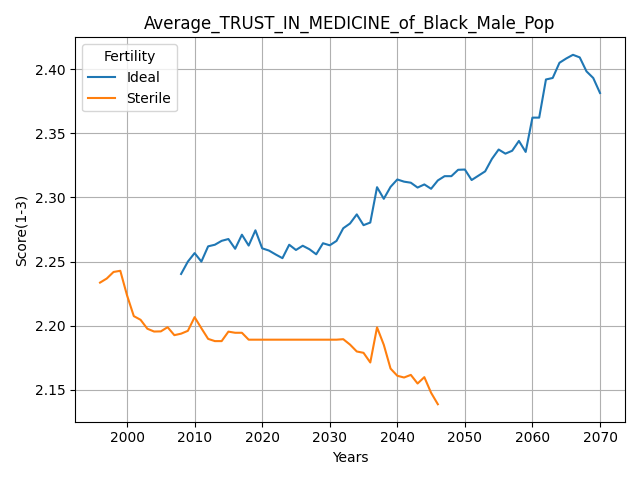 Average_TRUST_IN_MEDICINE_of_Black_Male_Pop
Fertility
Ideal
Sterile
2.40
2.35
2.30
2.25
2.20
2.15
Score(1-3)
2000 2010 2020 2030 2040 2050 2060 2070
Years